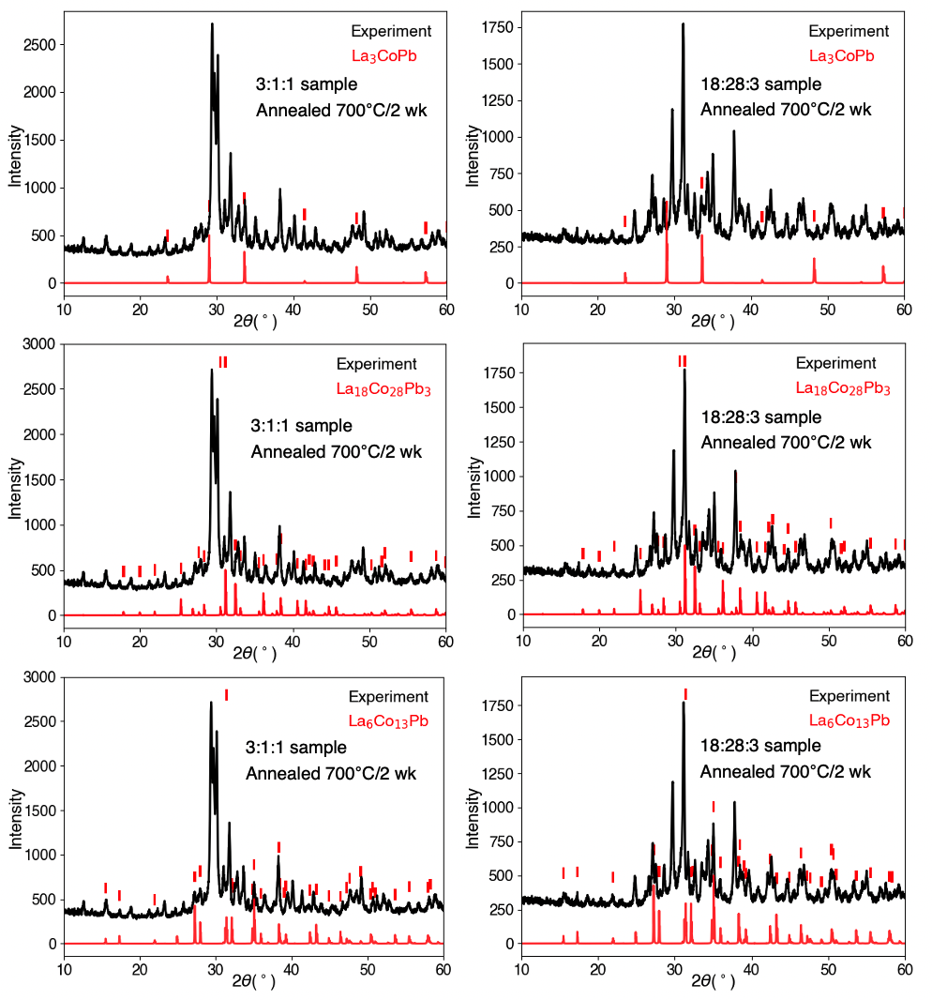 Experiment
La3CoPb
3:1:1 sample
Annealed 700°C/2 wk
Intensity
2500
2000
1500
1000
500
0
10 20 30 40 50 60
2θ(°)
Experiment
La3CoPb
18:28:3 sample
Annealed 700°C/2 wk
Intensity
1750
1500
1250
1000
750
500
250
0
10 20 30 40 50 60
2θ(°)
Experiment
La18Co28Pb3
3:1:1 sample
Annealed 700°C/2 wk
Intensity
3000
2500
2000
1500
1000
500
0
10 20 30 40 50 60
2θ(°)
Experiment
La18Co28Pb3
18:28:3 sample
Annealed 700°C/2 wk
Intensity
1750
1500
1250
1000
750
500
250
0
10 20 30 40 50 60
2θ(°)
Experiment
La6Co13Pb
3:1:1 sample
Annealed 700°C/2 wk
Intensity
3000
2500
2000
1500
1000
500
0
10 20 30 40 50 60
2θ(°)
Experiment
La6Co13Pb
18:28:3 sample
Annealed 700°C/2 wk
Intensity
1750
1500
1250
1000
750
500
250
0
10 20 30 40 50 60
2θ(°)